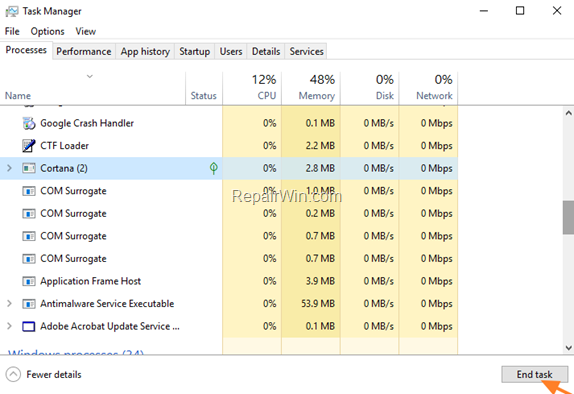 Task Manager
File Options View
Processes Performance App history Startup Users Details Services
12% 48% 0% 0%
Name Status CPU Memory Disk Network
Google Crash Handler 0% 0.1 MB 0 MB/s 0 Mbps
CTF Loader 0% 2.2 MB 0 MB/s 0 Mbps
Cortana (2) 0% 2.8 MB 0 MB/s 0 Mbps
COM Surrogate 0% 1.0 MB 0 MB/s 0 Mbps
RepairWin.com
COM Surrogate 0% 0.2 MB 0 MB/s 0 Mbps
COM Surrogate 0% 0.7 MB 0 MB/s 0 Mbps
COM Surrogate 0% 0.7 MB 0 MB/s 0 Mbps
Application Frame Host 0% 3.9 MB 0 MB/s 0 Mbps
Antimalware Service Executable 0% 53.9 MB 0 MB/s 0 Mbps
Adobe Acrobat Update Service ... 0% 0.1 MB 0 MB/s 0 Mbps
Windows processes (24)
Fewer details End task